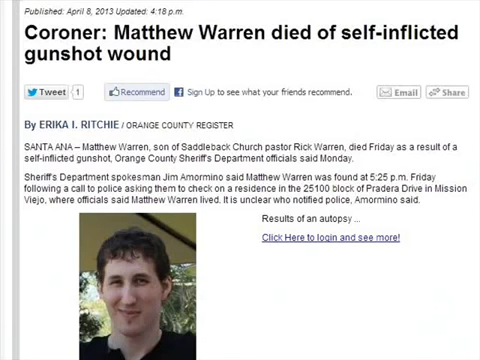 Published: April 8, 2013 Updated: 4:18 p.m.
Coroner: Matthew Warren died of self-inflicted
gunshot wound
Tweet 1 Recommend Sign Up to see what your friends recommend. Email Share
By ERIKA I. RITCHIE / ORANGE COUNTY REGISTER
SANTA ANA – Matthew Warren, son of Saddleback Church pastor Rick Warren, died Friday as a result of a
self-inflicted gunshot, Orange County Sheriff's Department officials said Monday.
Sheriff's Department spokesman Jim Amormino said Matthew Warren was found at 5:25 p.m. Friday
following a call to police asking them to check on a residence in the 25100 block of Pradera Drive in Mission
Viejo, where officials said Matthew Warren lived. It is unclear who notified police, Amormino said.
Results of an autopsy ...
Click Here to login and see more!